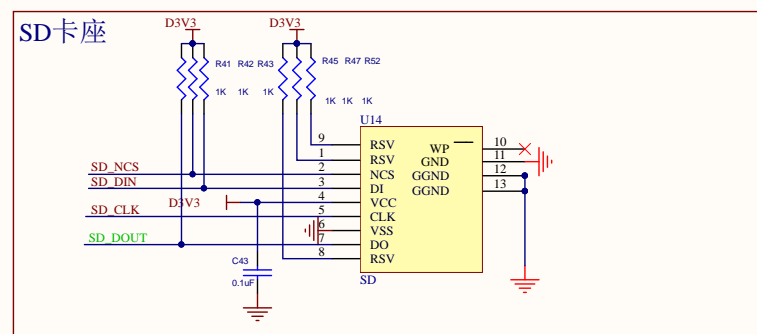 SD卡座
D3V3
D3V3
R41 R42 R43
R45 R47 R52
1K 1K 1K
1K 1K 1K
U14
9 RSV
1 RSV
SD_NCS 2 NCS
SD_DIN 3 DI
D3V3 4 VCC
SD_CLK 5 CLK
6 VSS
SD_DOUT 7 DO
8 RSV
WP 10
GND 11
GGND 12
GGND 13
C43
0.1uF
SD